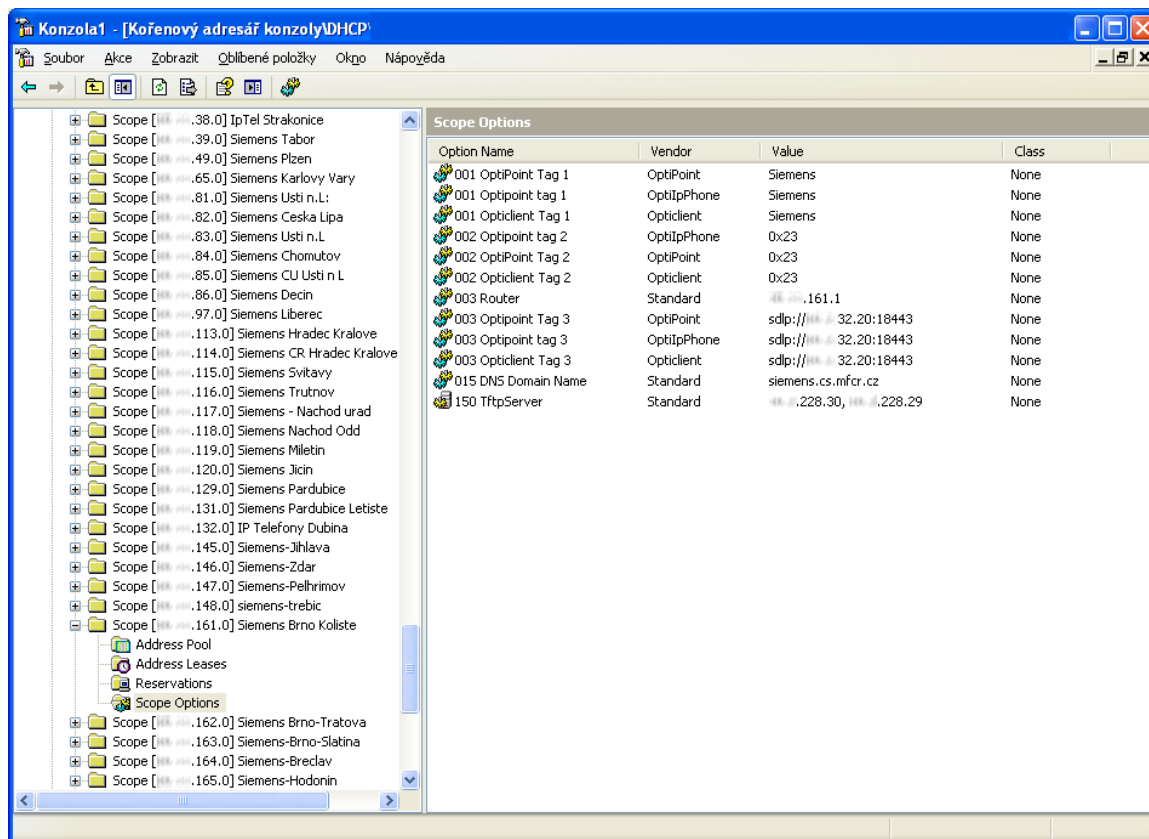 Konzola1 - [Kořenový adresář konzoly\DHCP\
Soubor Akce Zobrazit Oblíbené položky Okno Nápověda
Scope [ .38.0] IpTel Strakonice
Scope [ .39.0] Siemens Tabor
Scope [ .49.0] Siemens Plzen
Scope [ .65.0] Siemens Karlovy Vary
Scope [ .81.0] Siemens Usti n.L:
Scope [ .82.0] Siemens Ceska Lipa
Scope [ .83.0] Siemens Usti n.L
Scope [ .84.0] Siemens Chomutov
Scope [ .85.0] Siemens CU Usti n L
Scope [ .86.0] Siemens Decin
Scope [ .97.0] Siemens Liberec
Scope [ .113.0] Siemens Hradec Kralove
Scope [ .114.0] Siemens CR Hradec Kralove
Scope [ .115.0] Siemens Svitavy
Scope [ .116.0] Siemens Trutnov
Scope [ .117.0] Siemens - Nachod urad
Scope [ .118.0] Siemens Nachod Odd
Scope [ .119.0] Siemens Miletin
Scope [ .120.0] Siemens Jicin
Scope [ .129.0] Siemens Pardubice
Scope [ .131.0] Siemens Pardubice Letiste
Scope [ .132.0] IP Telefony Dubina
Scope [ .145.0] Siemens-Jihlava
Scope [ .146.0] Siemens-Zdar
Scope [ .147.0] Siemens-Pelhrimov
Scope [ .148.0] siemens-trebic
Scope [ .161.0] Siemens Brno Koliste
Address Pool
Address Leases
Reservations
Scope Options
Scope [ .162.0] Siemens Brno-Tratova
Scope [ .163.0] Siemens-Brno-Slatina
Scope [ .164.0] Siemens-Breclav
Scope [ .165.0] Siemens-Hodonin
Scope Options
Option Name Vendor Value Class
001 OptiPoint Tag 1 OptiPoint Siemens None
001 Optipoint tag 1 OptiIpPhone Siemens None
001 Opticlient Tag 1 Opticlient Siemens None
002 Optipoint tag 2 OptiIpPhone 0x23 None
002 OptiPoint Tag 2 OptiPoint 0x23 None
002 Opticlient Tag 2 Opticlient 0x23 None
003 Router Standard .161.1 None
003 Optipoint Tag 3 OptiPoint sdlp:// 32.20:18443 None
003 Optipoint tag 3 OptiIpPhone sdlp:// 32.20:18443 None
003 Opticlient Tag 3 Opticlient sdlp:// 32.20:18443 None
015 DNS Domain Name Standard siemens.cs.mfcr.cz None
150 TftpServer Standard .228.30, .228.29 None